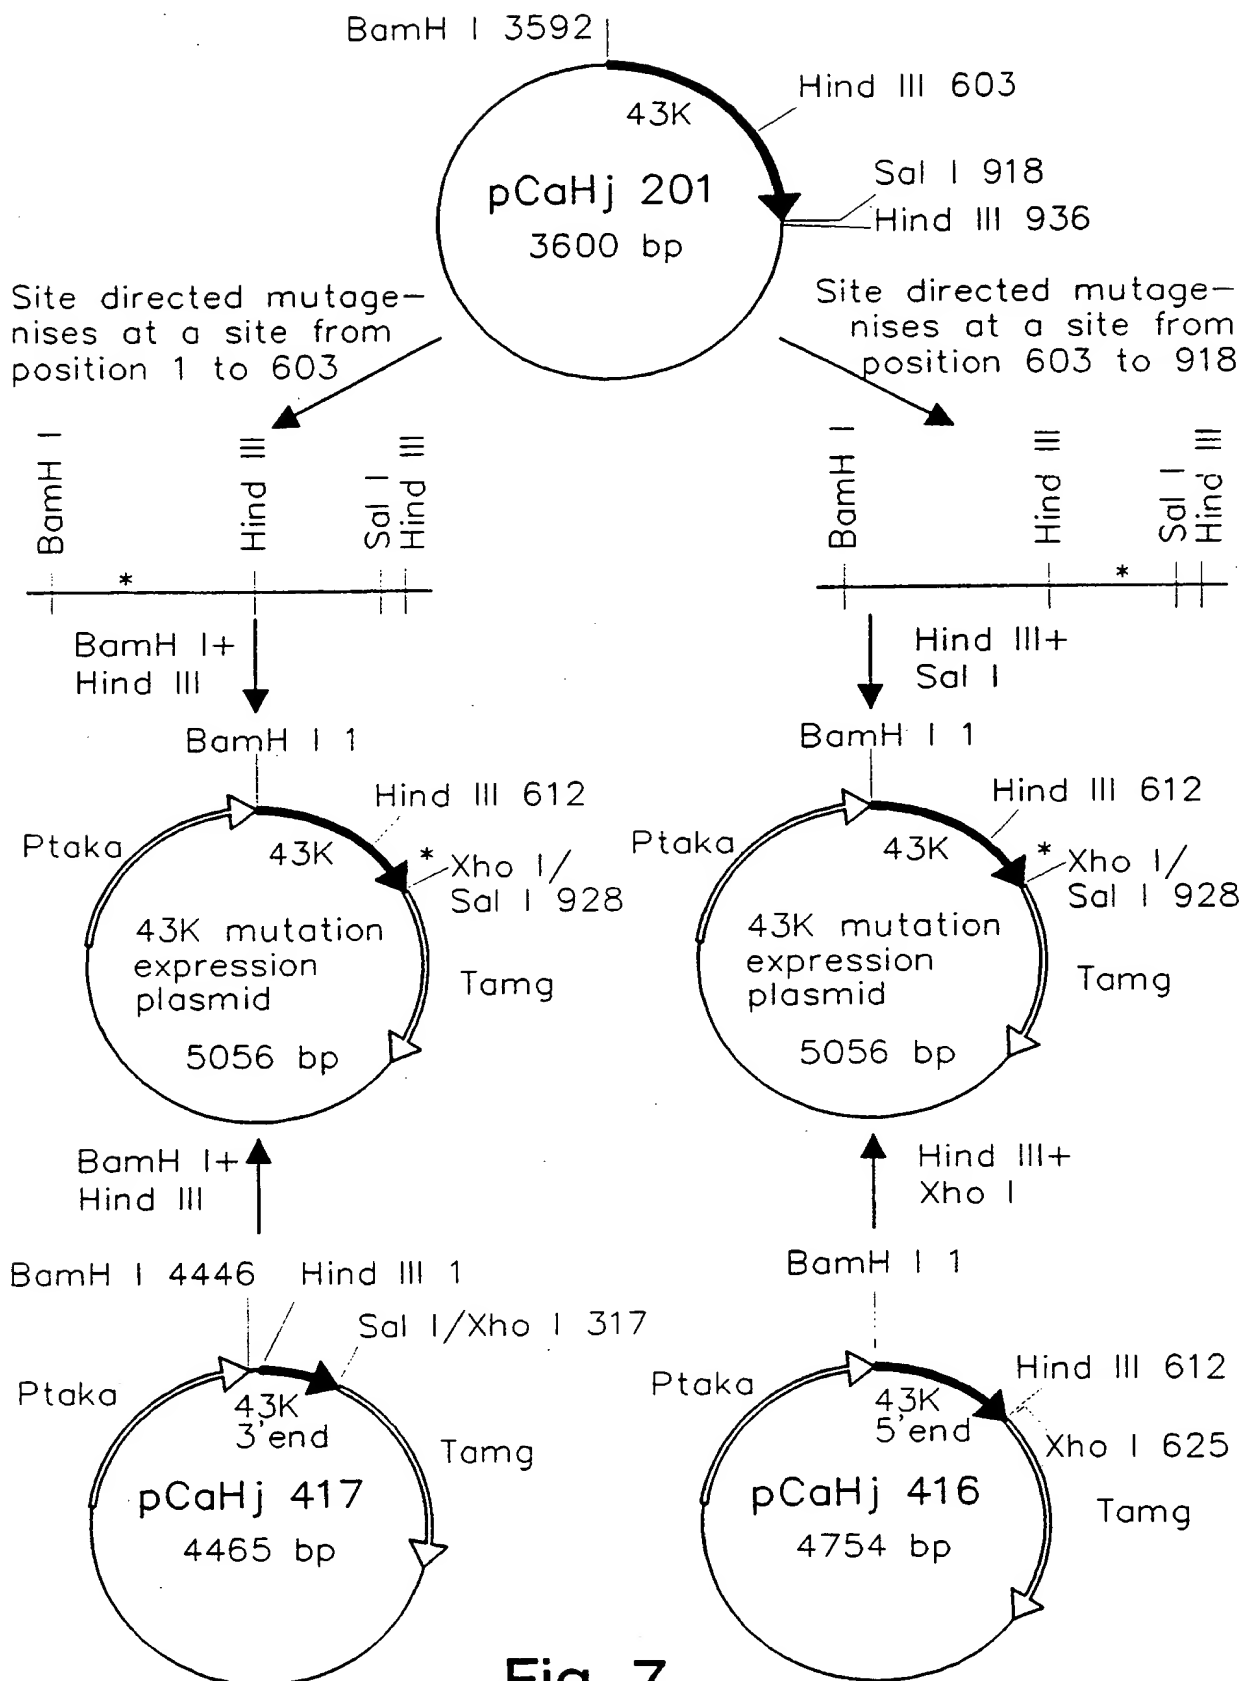 BamH I 3592
Hind III 603
43K
pCaHj 201
3600 bp
Sal I 918
Hind III 936
Site directed mutage-
nises at a site from
position 1 to 603
Site directed mutage-
nises at a site from
position 603 to 918
BamH I
Hind III
Sal I
Hind III
*
BamH I
Hind III
Sal I
Hind III
*
BamH I+
Hind III
Hind III+
Sal I
BamH I 1
Hind III 612
Ptaka
43K
*
Xho I/
Sal I 928
43K mutation
expression
plasmid
5056 bp
Tamg
BamH I 1
Hind III 612
43K
*
Xho I/
Sal I 928
43K mutation
expression
plasmid
5056 bp
Tamg
BamH I+
Hind III
Hind III+
Xho I
BamH I 4446
Hind III 1
Sal I/Xho I 317
Ptaka
43K
3'end
Tamg
pCaHj 417
4465 bp
BamH I 1
Ptaka
43K
5'end
Hind III 612
Xho I 625
Tamg
pCaHj 416
4754 bp
Fig. 7